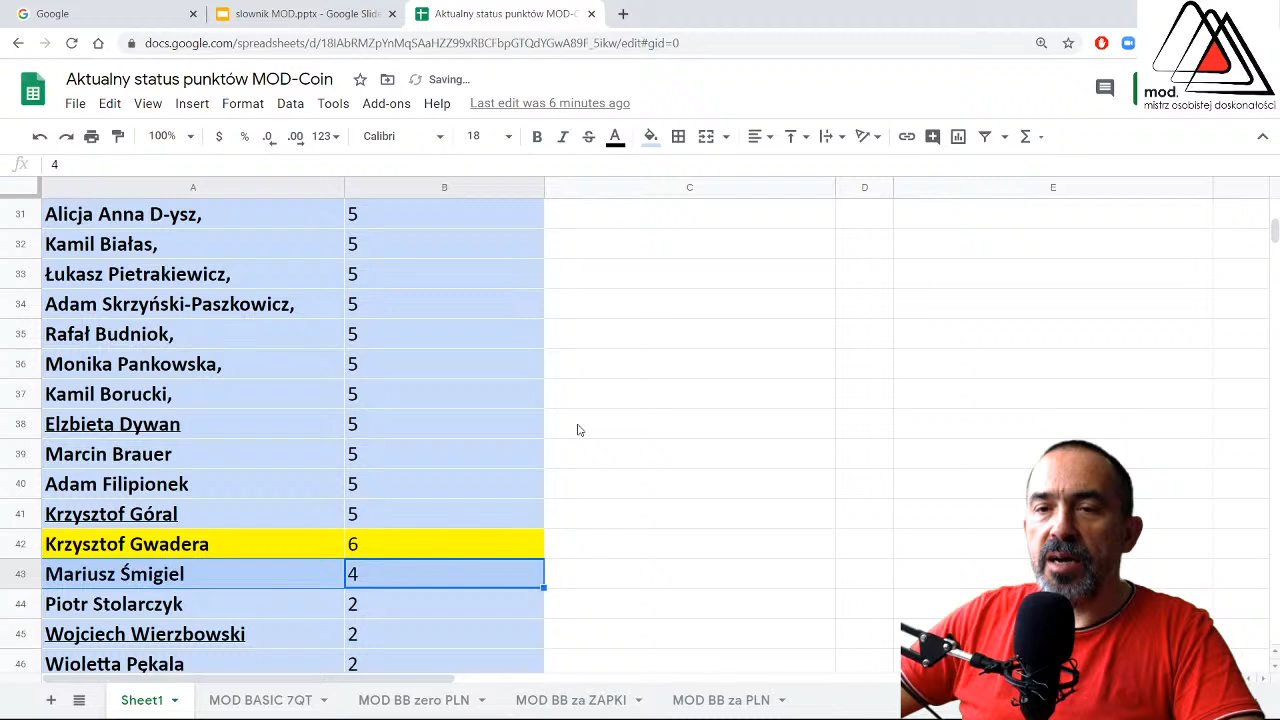 Google
slownik MOD.pptx - Google Slide
Aktualny status punktów MOD-C
docs.google.com/spreadsheets/d/18lAbRMZpYnMqSAsHZZ99xRBCFbpGTQdYGwA89F_5ikw/edit#gid=0
mod.
mistrz osobistej doskonałości
Aktualny status punktów MOD-Coin
Saving...
File Edit View Insert Format Data Tools Add-ons Help Last edit was 6 minutes ago
100% $ % .0 .00 123 Calibri 18 B I S A
fx 4
A B C D E
31 Alicja Anna D-ysz, 5
32 Kamil Białas, 5
33 Łukasz Pietrakiewicz, 5
34 Adam Skrzyński-Paszkowicz, 5
35 Rafał Budniok, 5
36 Monika Pankowska, 5
37 Kamil Borucki, 5
38 Elzbieta Dywan 5
39 Marcin Brauer 5
40 Adam Filipionek 5
41 Krzysztof Góral 5
42 Krzysztof Gwadera 6
43 Mariusz Śmigiel 4
44 Piotr Stolarczyk 2
45 Wojciech Wierzbowski 2
46 Wioletta Pękala 2
Sheet1 MOD BASIC 7QT MOD BB zero PLN MOD BB za ZAPKI MOD BB za PLN